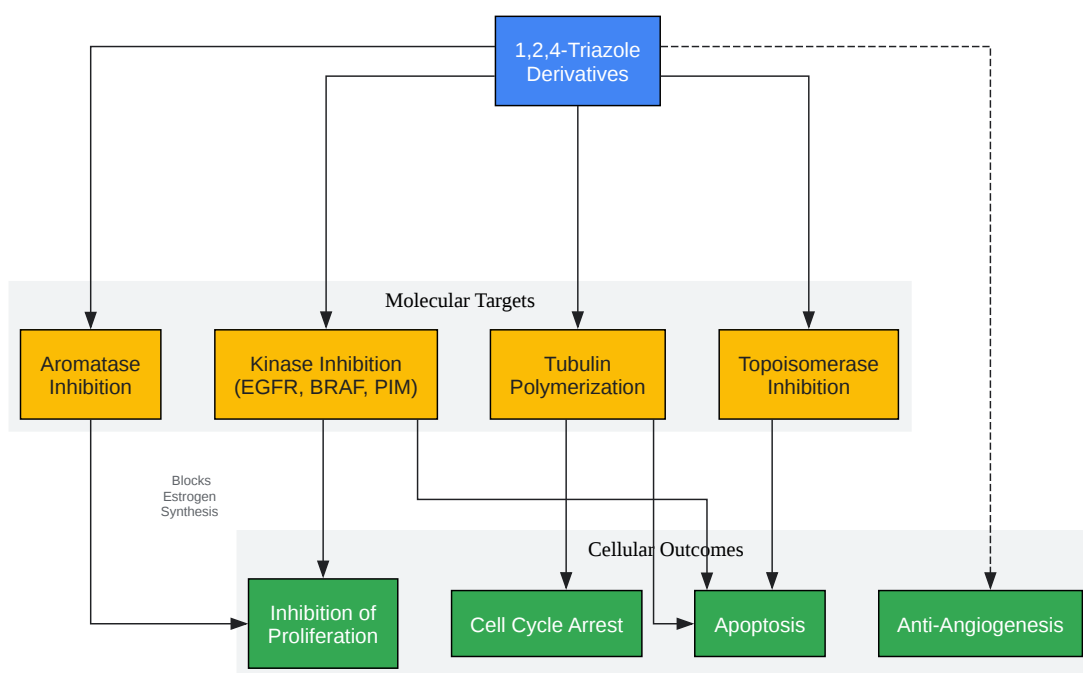 1,2,4-Triazole
Derivatives
Molecular Targets
Aromatase
Inhibition
Kinase Inhibition
(EGFR, BRAF, PIM)
Tubulin
Polymerization
Topoisomerase
Inhibition
Blocks
Estrogen
Synthesis
Cellular Outcomes
Inhibition of
Proliferation
Cell Cycle Arrest
Apoptosis
Anti-Angiogenesis